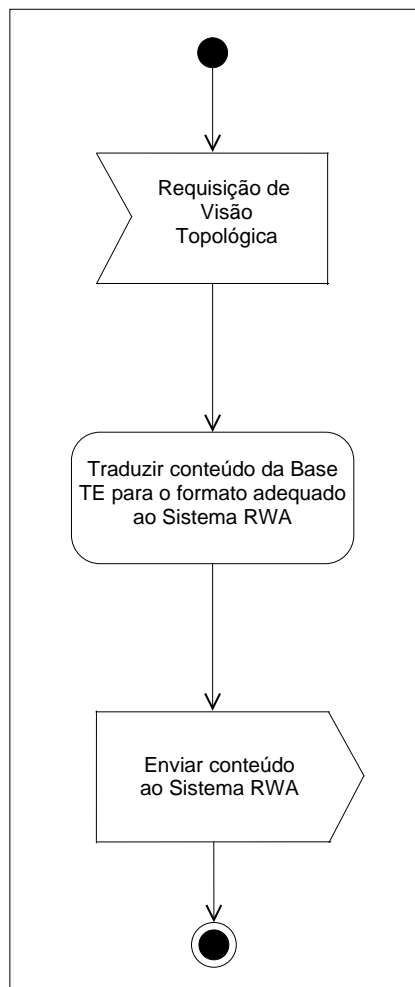 Requisição de
Visão
Topológica
Traduzir conteúdo da Base
TE para o formato adequado
ao Sistema RWA
Enviar conteúdo
ao Sistema RWA